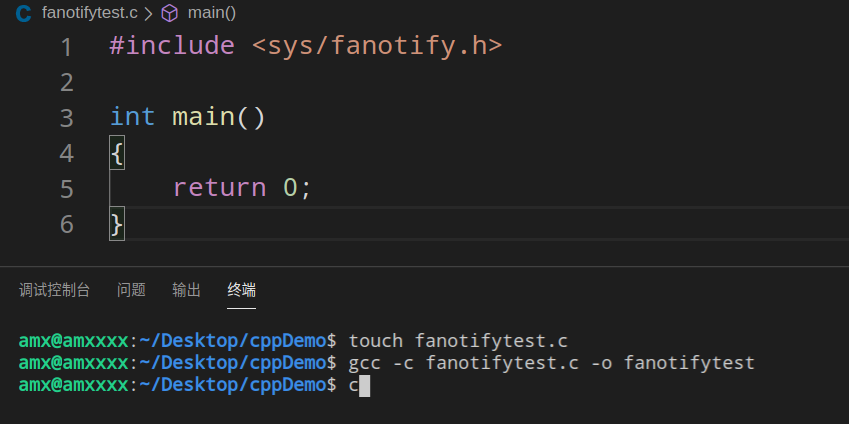 C fanotifytest.c > main()
1 #include <sys/fanotify.h>
2
3 int main()
4 {
5 return 0;
6 }
调试控制台 问题 输出 终端
amx@amxxxx:~/Desktop/cppDemo$ touch fanotifytest.c
amx@amxxxx:~/Desktop/cppDemo$ gcc -c fanotifytest.c -o fanotifytest
amx@amxxxx:~/Desktop/cppDemo$ c